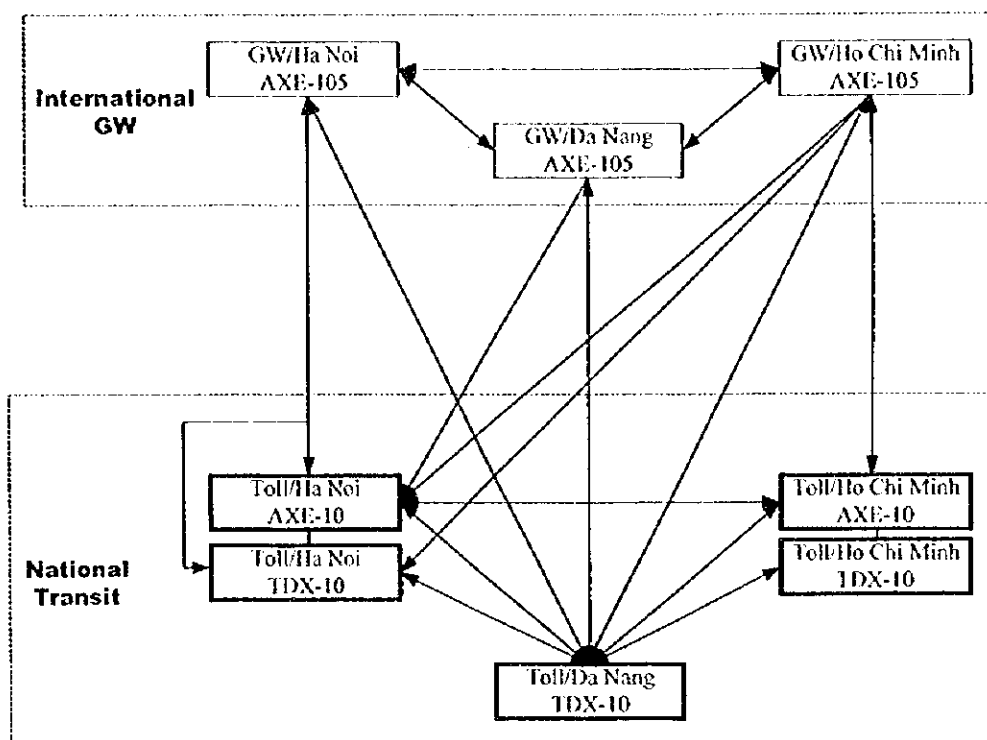 GW/Ha Noi
AXE-105
GW/Ho Chi Minh
AXE-105
International
GW
GW/Da Nang
AXE-105
Toll/Ha Noi
AXE-10
Toll/Ho Chi Minh
AXE-10
Toll/Ha Noi
TDX-10
Toll/Ho Chi Minh
TDX-10
National
Transit
Toll/Da Nang
TDX-10